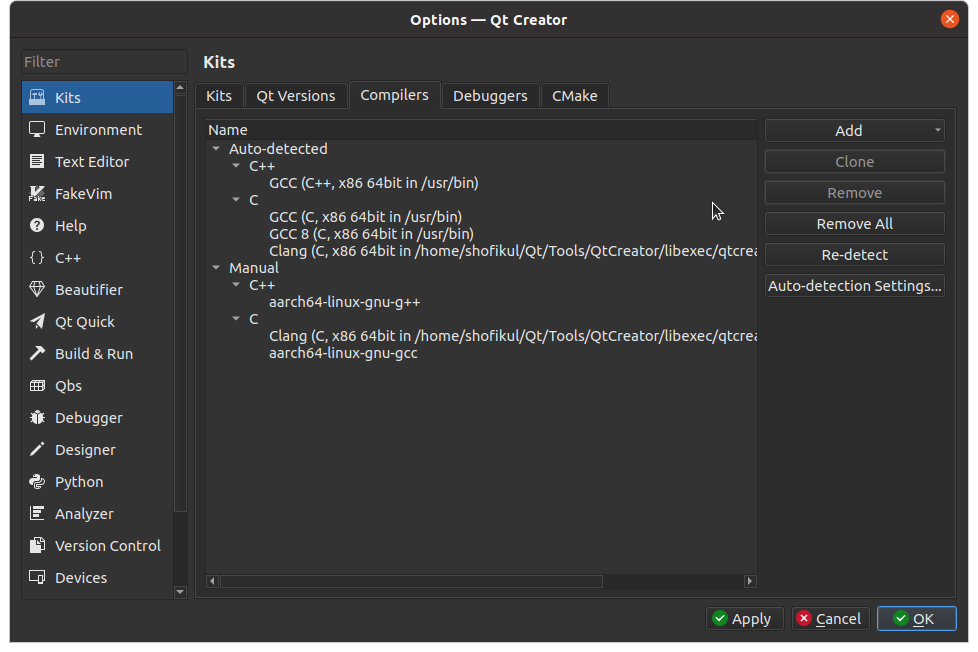 Options — Qt Creator
Filter
Kits
Environment
Text Editor
FakeVim
Help
{} C++
Beautifier
Qt Quick
Build & Run
Qbs
Debugger
Designer
Python
Analyzer
Version Control
Devices
Kits
Kits Qt Versions Compilers Debuggers CMake
Name
Auto-detected
C++
GCC (C++, x86 64bit in /usr/bin)
C
GCC (C, x86 64bit in /usr/bin)
GCC 8 (C, x86 64bit in /usr/bin)
Clang (C, x86 64bit in /home/shofikul/Qt/Tools/QtCreator/libexec/qtcrea
Manual
C++
aarch64-linux-gnu-g++
C
Clang (C, x86 64bit in /home/shofikul/Qt/Tools/QtCreator/libexec/qtcrea
aarch64-linux-gnu-gcc
Add
Clone
Remove
Remove All
Re-detect
Auto-detection Settings...
Apply Cancel OK